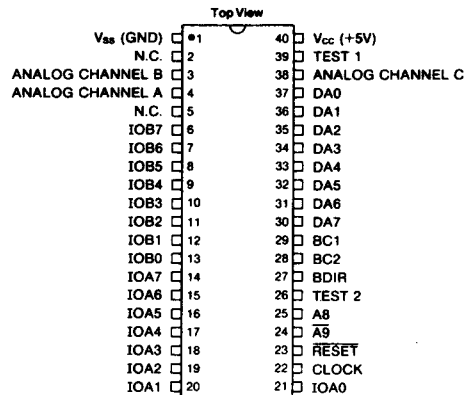 Top View
Vss (GND) 1 40 Vcc (+5V)
N.C. 2 39 TEST 1
ANALOG CHANNEL B 3 38 ANALOG CHANNEL C
ANALOG CHANNEL A 4 37 DA0
N.C. 5 36 DA1
IOB7 6 35 DA2
IOB6 7 34 DA3
IOB5 8 33 DA4
IOB4 9 32 DA5
IOB3 10 31 DA6
IOB2 11 30 DA7
IOB1 12 29 BC1
IOB0 13 28 BC2
IOA7 14 27 BDIR
IOA6 15 26 TEST 2
IOA5 16 25 A8
IOA4 17 24 A̅9̅
IOA3 18 23 R̅E̅S̅E̅T̅
IOA2 19 22 CLOCK
IOA1 20 21 IOA0